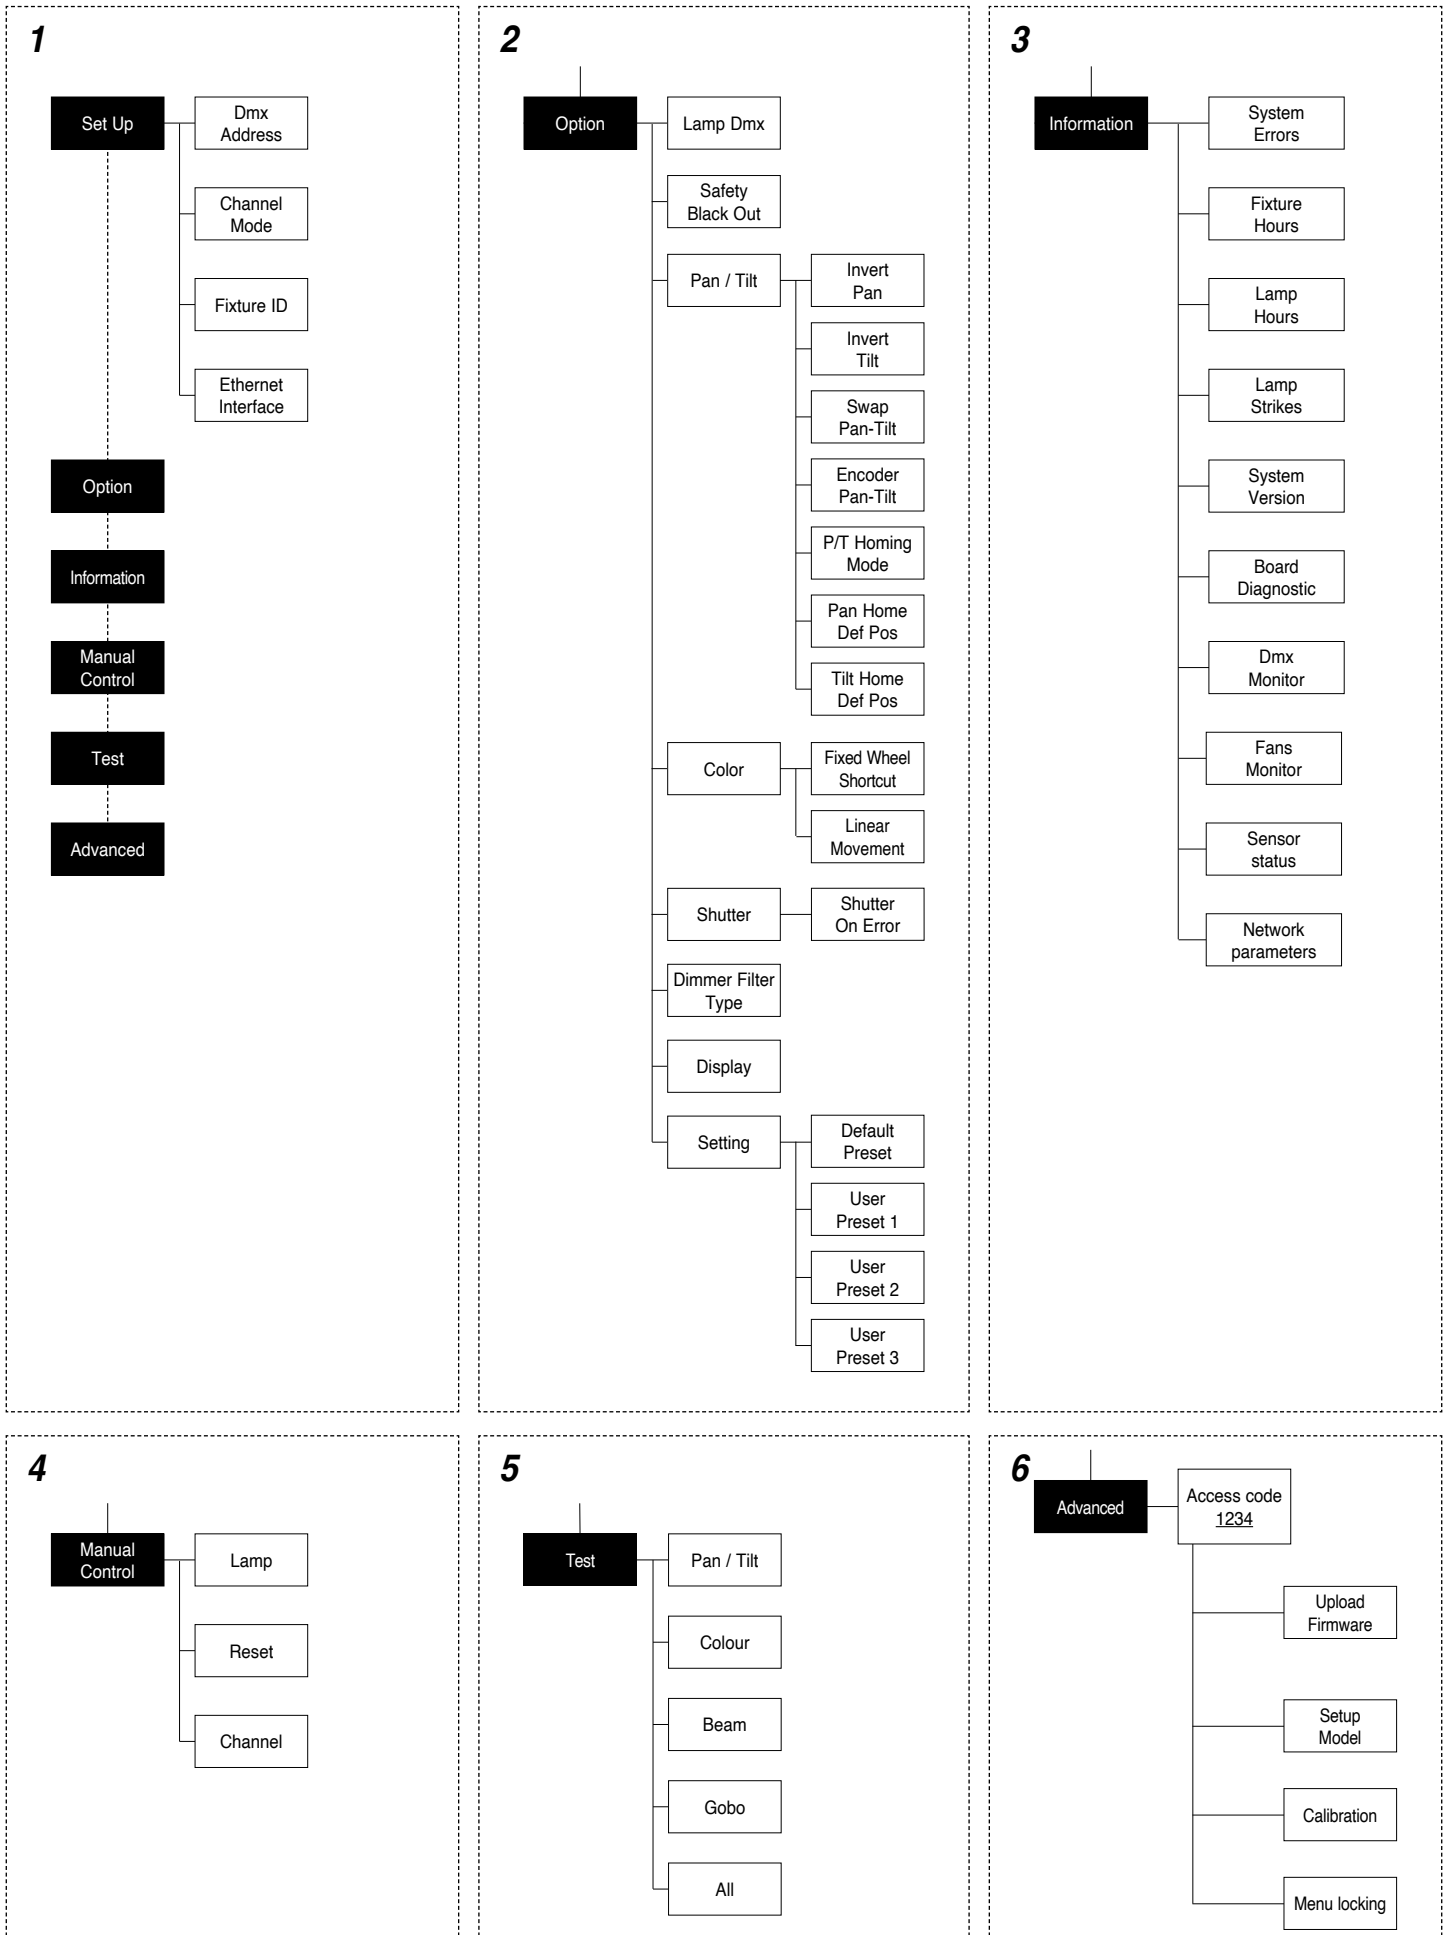 1
Set Up
Dmx
Address
Channel
Mode
Fixture ID
Ethernet
Interface
Option
Information
Manual
Control
Test
Advanced
2
Option
Lamp Dmx
Safety
Black Out
Pan / Tilt
Invert
Pan
Invert
Tilt
Swap
Pan-Tilt
Encoder
Pan-Tilt
P/T Homing
Mode
Pan Home
Def Pos
Tilt Home
Def Pos
Color
Fixed Wheel
Shortcut
Linear
Movement
Shutter
Shutter
On Error
Dimmer Filter
Type
Display
Setting
Default
Preset
User
Preset 1
User
Preset 2
User
Preset 3
3
Information
System
Errors
Fixture
Hours
Lamp
Hours
Lamp
Strikes
System
Version
Board
Diagnostic
Dmx
Monitor
Fans
Monitor
Sensor
status
Network
parameters
4
Manual
Control
Lamp
Reset
Channel
5
Test
Pan / Tilt
Colour
Beam
Gobo
All
6
Advanced
Access code
1234
Upload
Firmware
Setup
Model
Calibration
Menu locking